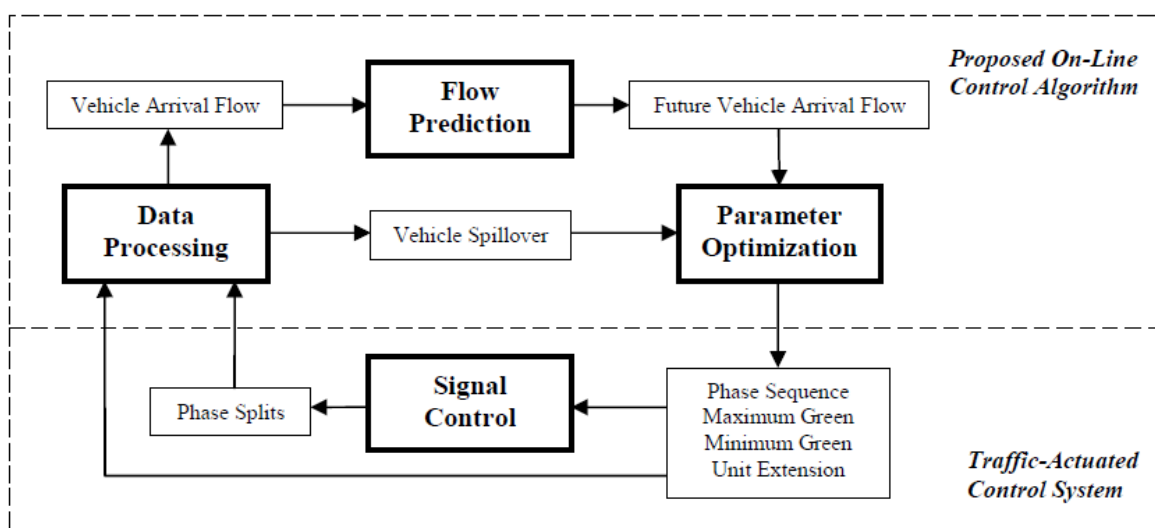 Proposed On-Line
Control Algorithm
Vehicle Arrival Flow
Flow
Prediction
Future Vehicle Arrival Flow
Data
Processing
Vehicle Spillover
Parameter
Optimization
Phase Splits
Signal
Control
Phase Sequence
Maximum Green
Minimum Green
Unit Extension
Traffic-Actuated
Control System